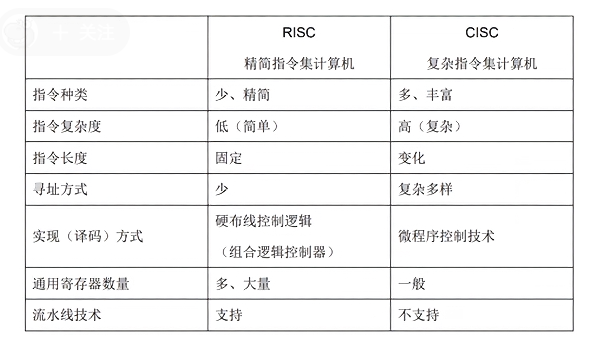 + 关注
RISC CISC
精简指令集计算机 复杂指令集计算机
指令种类 少、精简 多、丰富
指令复杂度 低（简单） 高（复杂）
指令长度 固定 变化
寻址方式 少 复杂多样
实现（译码）方式 硬布线控制逻辑 微程序控制技术
（组合逻辑控制器）
通用寄存器数量 多、大量 一般
流水线技术 支持 不支持